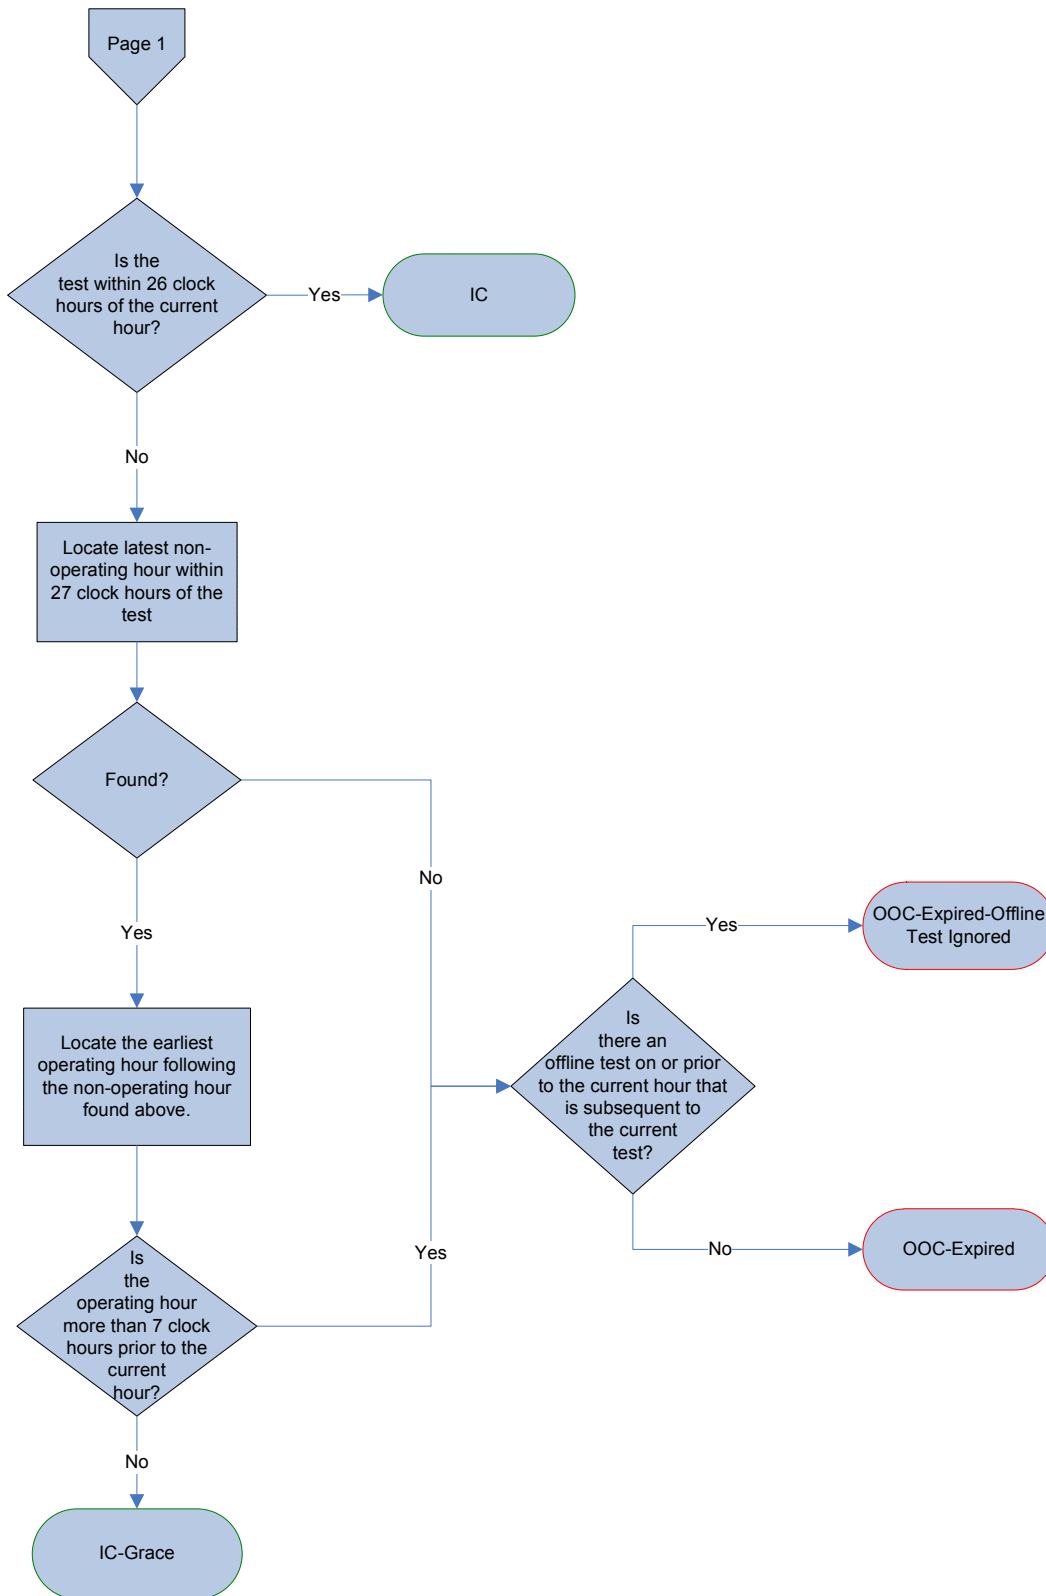 Page 1
Is the
test within 26 clock
hours of the current
hour?
Yes
IC
No
Locate latest non-
operating hour within
27 clock hours of the
test
Found?
No
Yes
OOC-Expired-Offline
Test Ignored
Yes
Is
there an
offline test on or prior
to the current hour that
is subsequent to
the current
test?
Locate the earliest
operating hour following
the non-operating hour
found above.
No
OOC-Expired
Yes
Is
the
operating hour
more than 7 clock
hours prior to the
current
hour?
No
IC-Grace